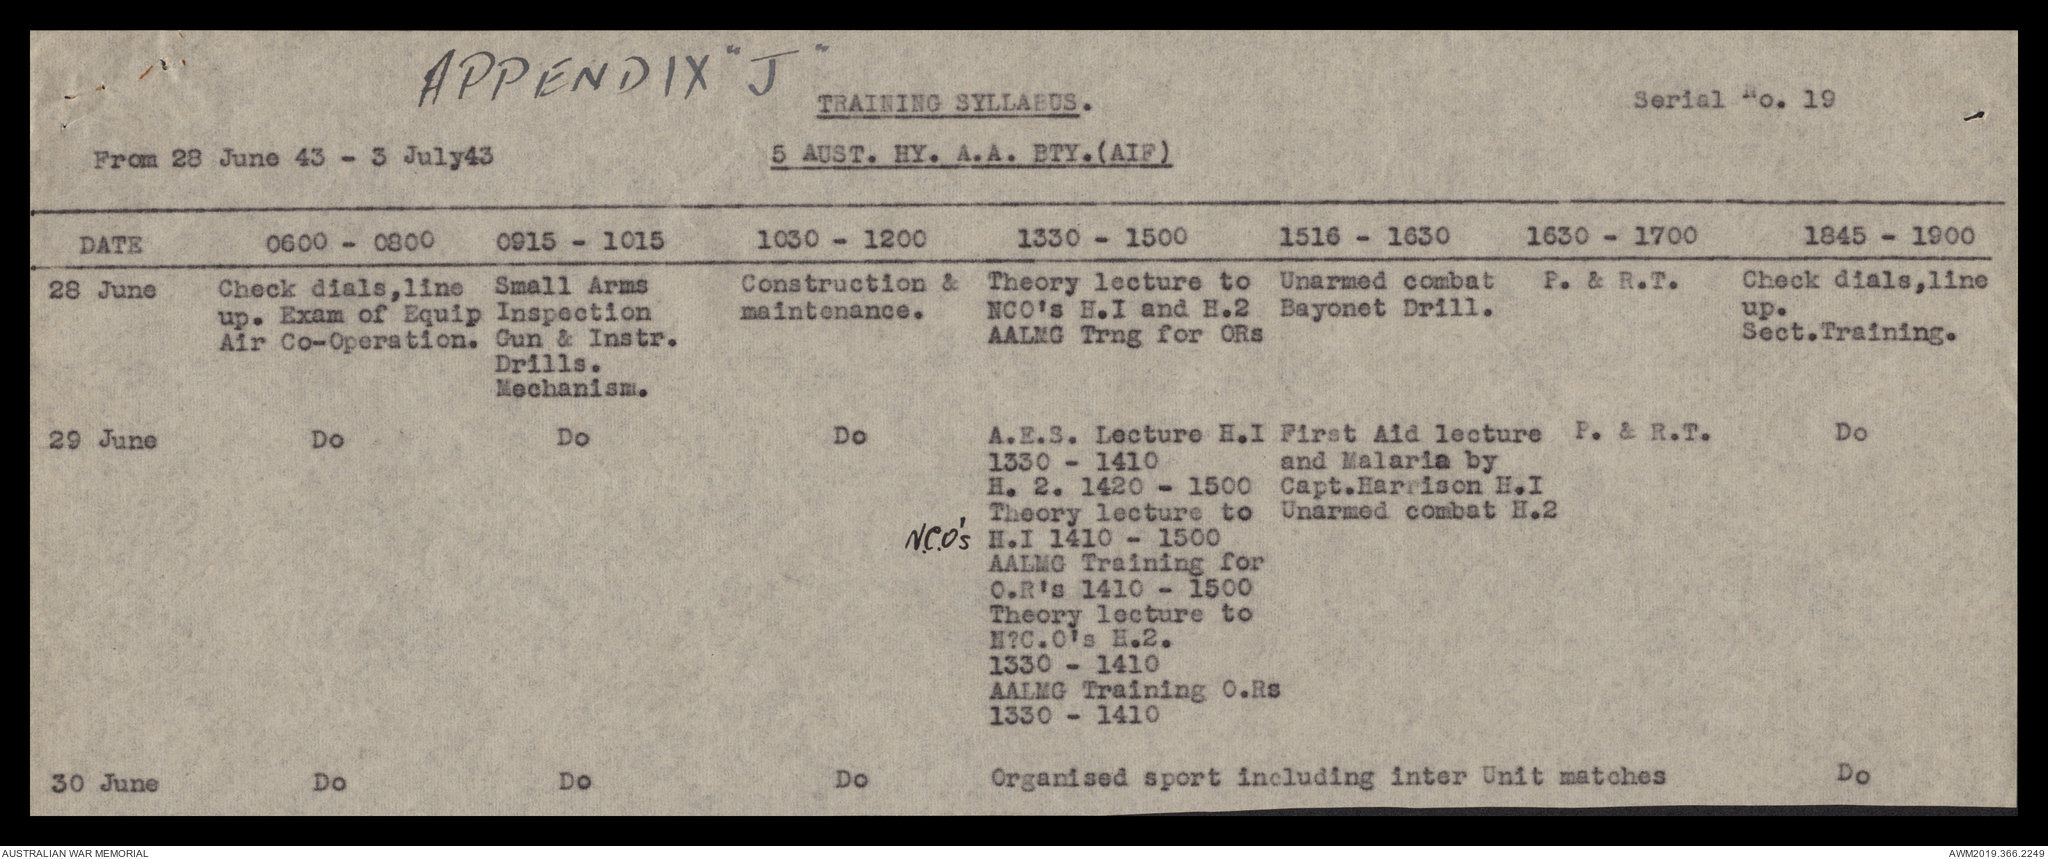 APPENDIX "J"
TRAINING SYLLABUS.
Serial No. 19
From 28 June 43 - 3 July43
5 AUST. HY. A.A. BTY.(AIF)
DATE 0600 - 0800 0915 - 1015 1030 - 1200 1330 - 1500 1516 - 1630 1630 - 1700 1845 - 1900
28 June Check dials,line Small Arms Construction & Theory lecture to Unarmed combat P. & R.T. Check dials,line
up. Exam of Equip Inspection maintenance. NCO's H.I and H.2 Bayonet Drill. up.
Air Co-Operation. Gun & Instr. AALMG Trng for ORs Sect.Training.
Drills.
Mechanism.
29 June Do Do Do A.E.S. Lecture H.I First Aid lecture P. & R.T. Do
1330 - 1410 and Malaria by
H. 2. 1420 - 1500 Capt.Harrison H.I
Theory lecture to Unarmed combat H.2
N.C.O's H.I 1410 - 1500
AALMG Training for
O.R's 1410 - 1500
Theory lecture to
N?C.O's H.2.
1330 - 1410
AALMG Training O.Rs
1330 - 1410
30 June Do Do Do Organised sport including inter Unit matches Do
AUSTRALIAN WAR MEMORIAL
AWM2019.366.2249